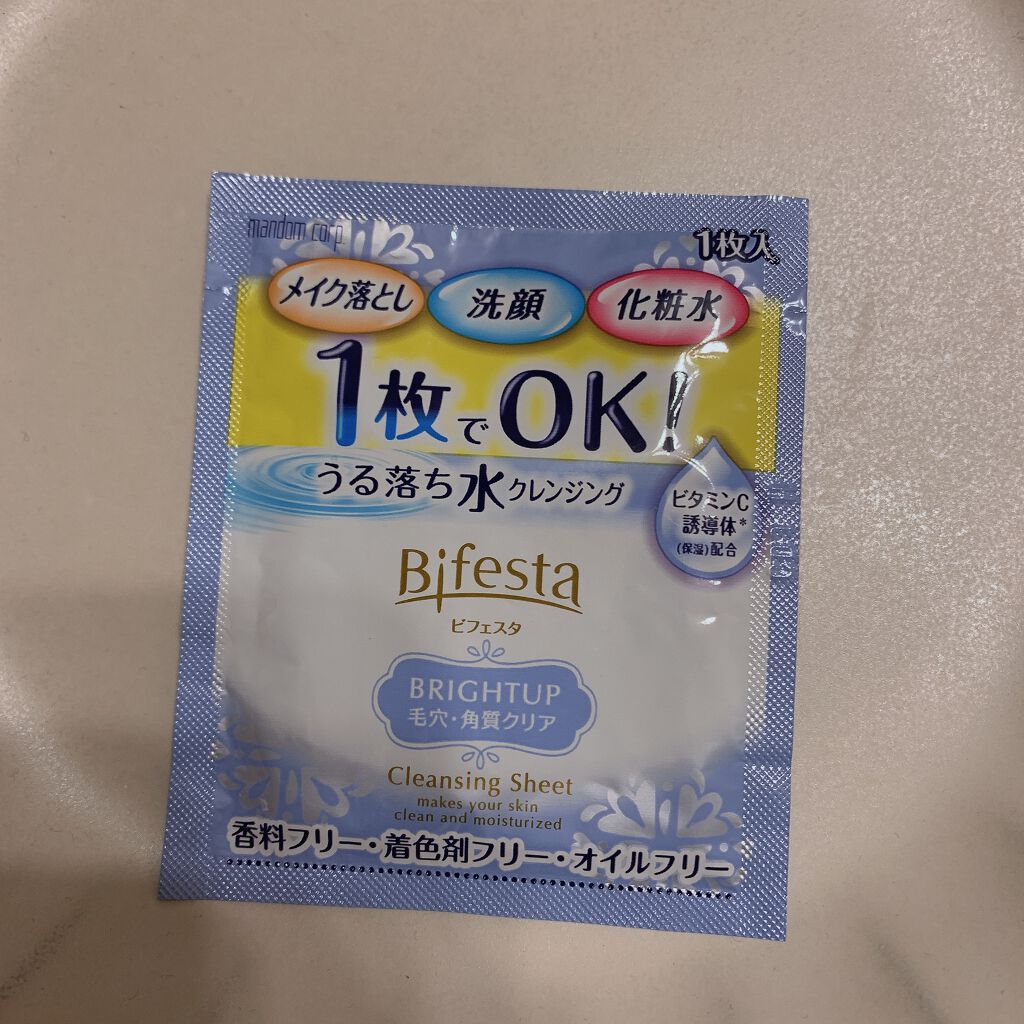 mandom corp.
1枚入
メイク落とし
洗顔
化粧水
1枚でOK!
うる落ち水クレンジング
ビタミンC
誘導体*
(保湿)配合
Bifesta
ビフェスタ
BRIGHTUP
毛穴・角質クリア
Cleansing Sheet
makes your skin
clean and moisturized
香料フリー・着色剤フリー・オイルフリー